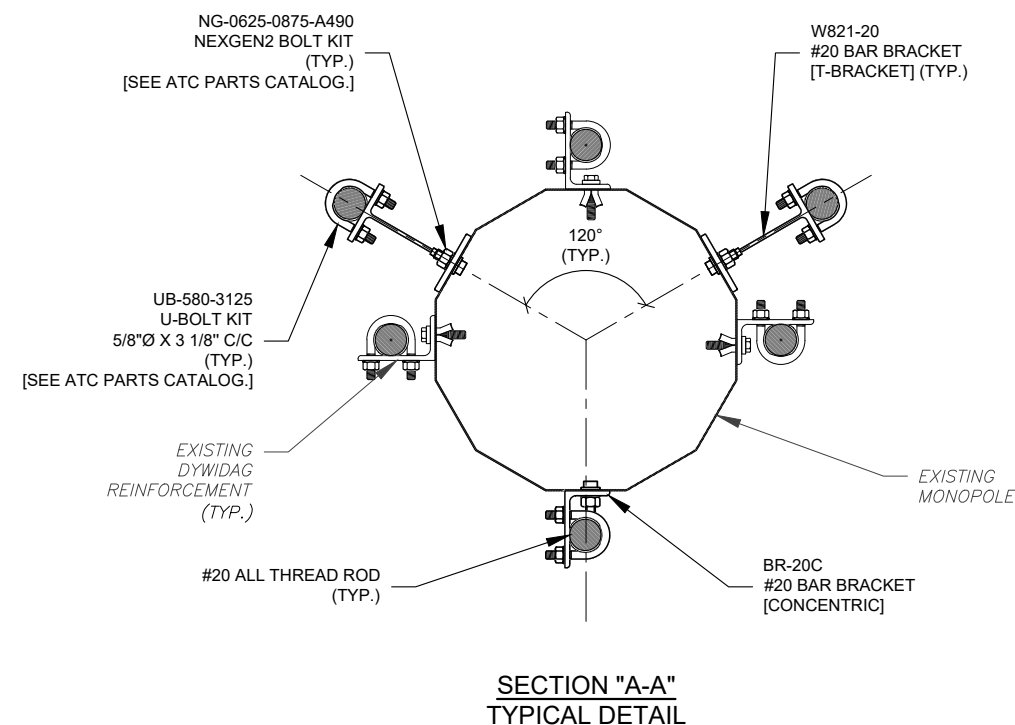 NG-0625-0875-A490
NEXGEN2 BOLT KIT
(TYP.)
[SEE ATC PARTS CATALOG.]
W821-20
#20 BAR BRACKET
[T-BRACKET] (TYP.)
120°
(TYP.)
UB-580-3125
U-BOLT KIT
5/8"Ø X 3 1/8" C/C
(TYP.)
[SEE ATC PARTS CATALOG.]
EXISTING
DYWIDAG
REINFORCEMENT
(TYP.)
EXISTING
MONOPOLE
#20 ALL THREAD ROD
(TYP.)
BR-20C
#20 BAR BRACKET
[CONCENTRIC]
SECTION "A-A"
TYPICAL DETAIL